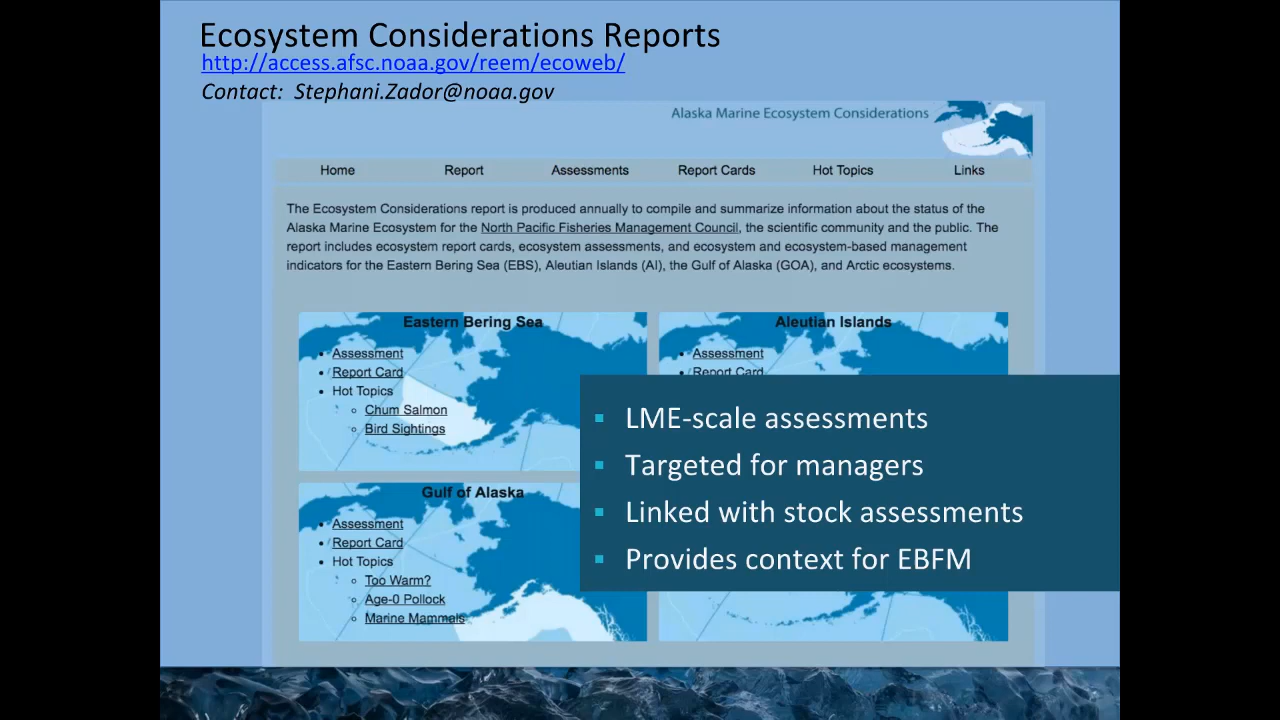 Ecosystem Considerations Reports
http://access.afsc.noaa.gov/reem/ecoweb/
Contact: Stephani.Zador@noaa.gov
Alaska Marine Ecosystem Considerations
Home Report Assessments Report Cards Hot Topics Links
The Ecosystem Considerations report is produced annually to compile and summarize information about the status of the
Alaska Marine Ecosystem for the North Pacific Fisheries Management Council, the scientific community and the public. The
report includes ecosystem report cards, ecosystem assessments, and ecosystem and ecosystem-based management
indicators for the Eastern Bering Sea (EBS), Aleutian Islands (AI), the Gulf of Alaska (GOA), and Arctic ecosystems.
Eastern Bering Sea
Assessment
Report Card
Hot Topics
Chum Salmon
Bird Sightings
Aleutian Islands
Assessment
Report Card
Gulf of Alaska
Assessment
Report Card
Hot Topics
Too Warm?
Age-0 Pollock
Marine Mammals
LME-scale assessments
Targeted for managers
Linked with stock assessments
Provides context for EBFM